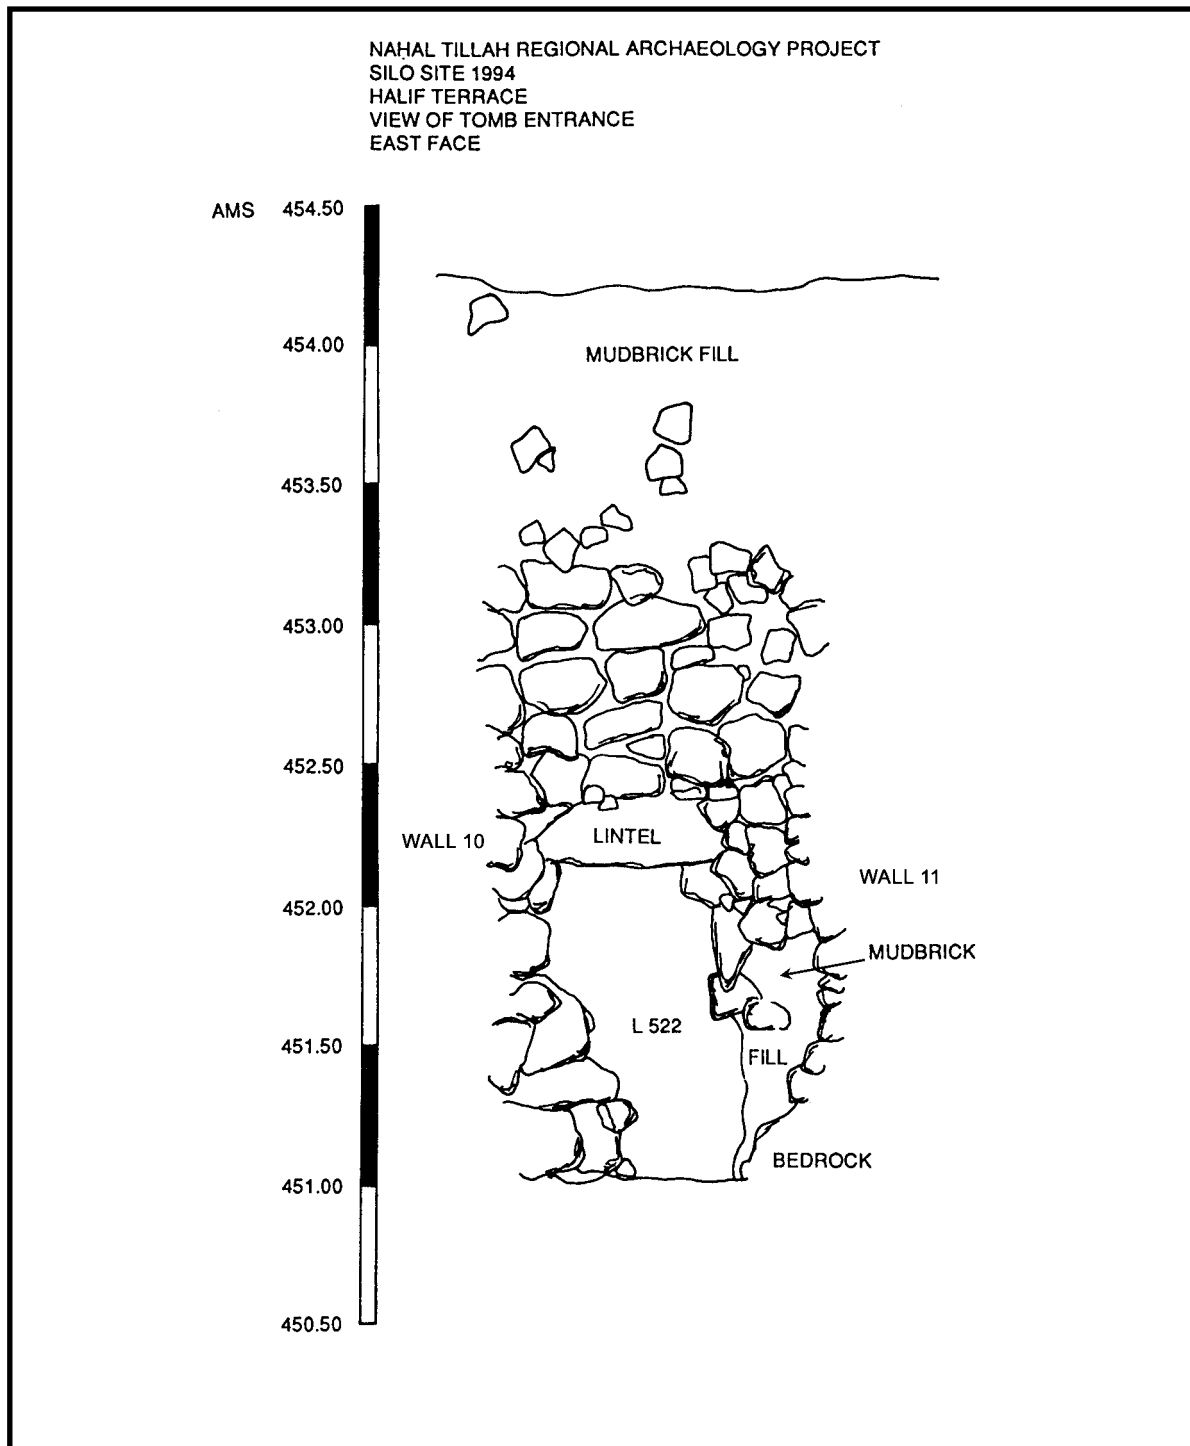 NAHAL TILLAH REGIONAL ARCHAEOLOGY PROJECT
SILO SITE 1994
HALIF TERRACE
VIEW OF TOMB ENTRANCE
EAST FACE
AMS 454.50
454.00
MUDBRICK FILL
453.50
453.00
452.50
LINTEL
WALL 10
WALL 11
452.00
MUDBRICK
L 522
451.50
FILL
BEDROCK
451.00
450.50